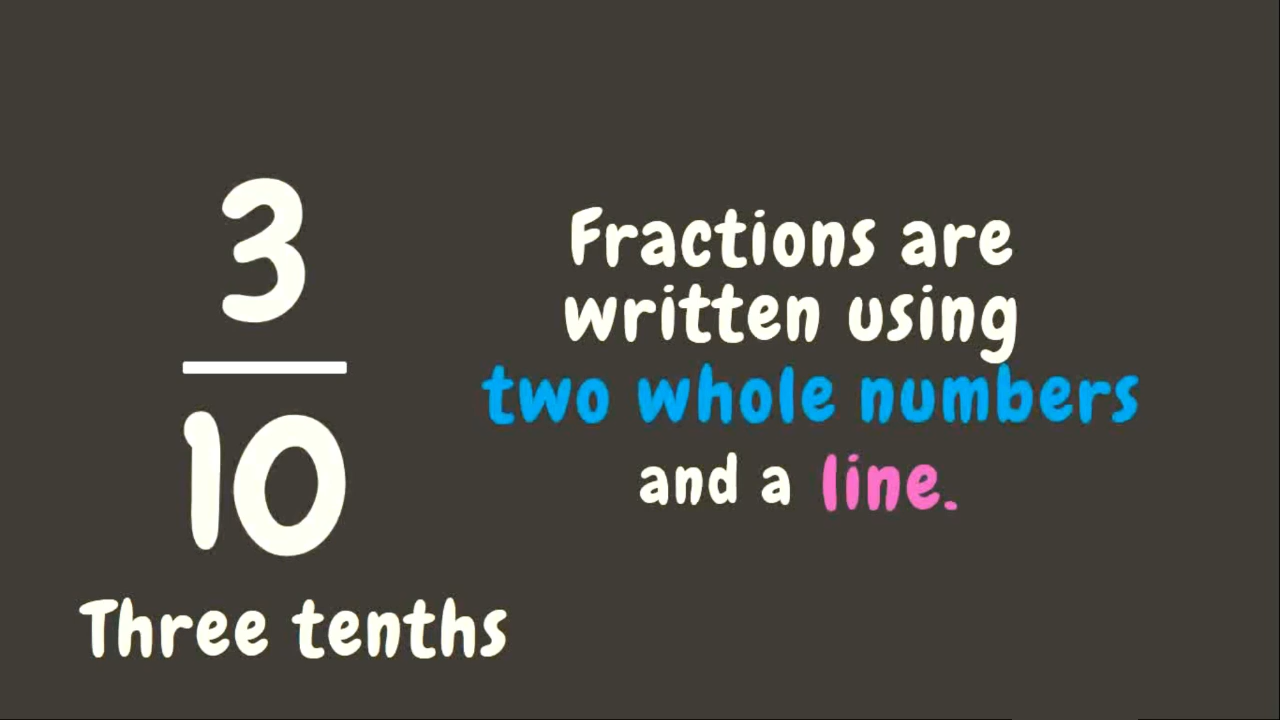 3
10
Three tenths
Fractions are
written using
two whole numbers
and a line.